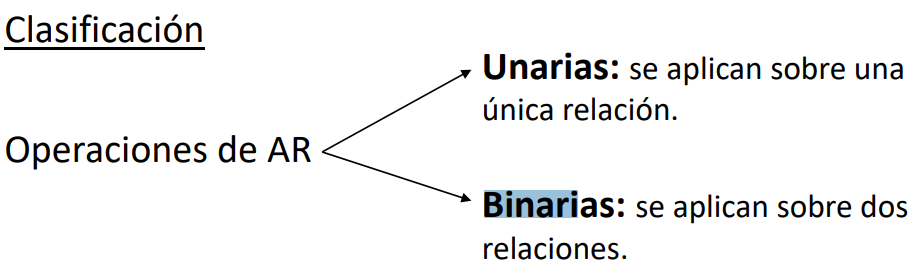 Clasificación
Unarias: se aplican sobre una
única relación.
Operaciones de AR
Binarias: se aplican sobre dos
relaciones.